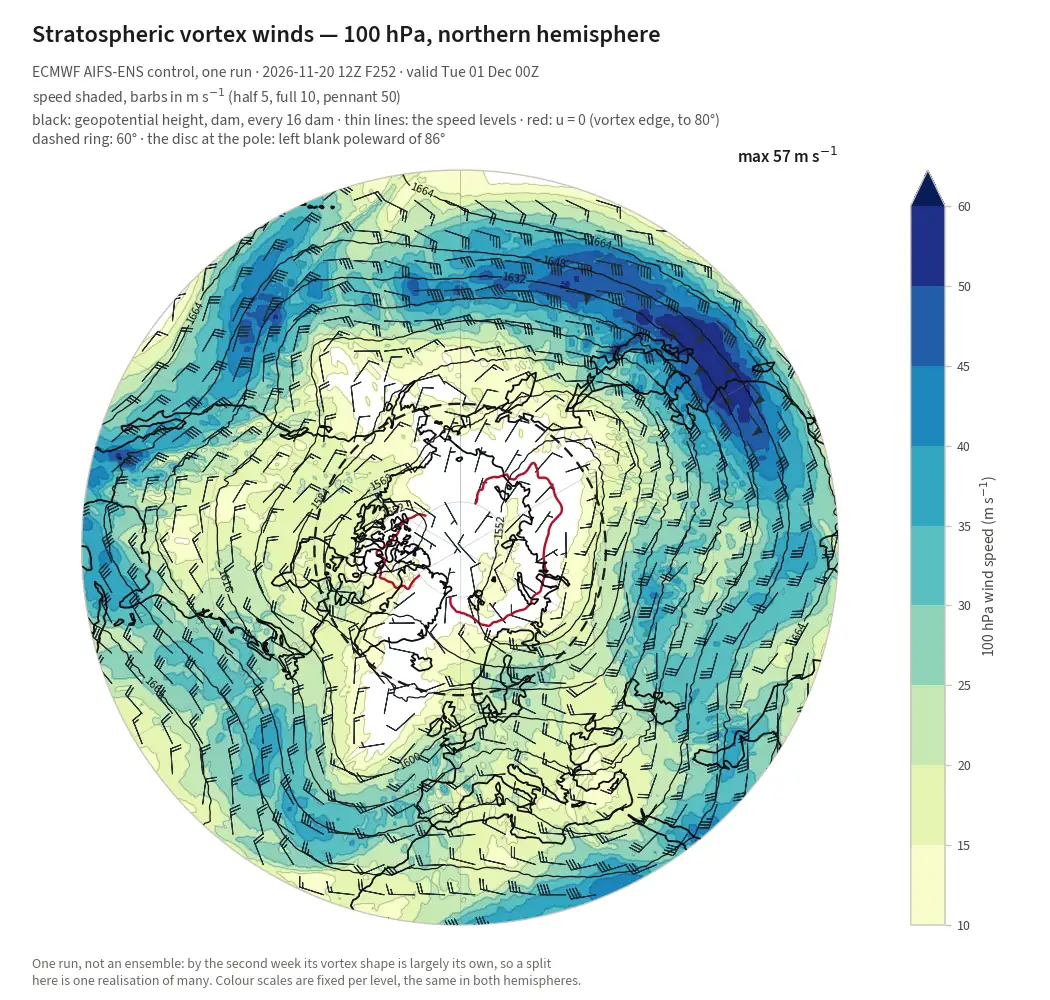 Stratospheric vortex winds — 100 hPa, northern hemisphere
ECMWF AIFS-ENS control, one run · 2026-11-20 12Z F252 · valid Tue 01 Dec 00Z
speed shaded, barbs in m s⁻¹ (half 5, full 10, pennant 50)
black: geopotential height, dam, every 16 dam · thin lines: the speed levels · red: u = 0 (vortex edge, to 80°)
dashed ring: 60° · the disc at the pole: left blank poleward of 86°
max 57 m s⁻¹
1664
1664
1648
1632
1664
1568
1552
1616
1664
1648
1600
60
50
45
40
35
30
25
20
15
10
100 hPa wind speed (m s⁻¹)
One run, not an ensemble: by the second week its vortex shape is largely its own, so a split
here is one realisation of many. Colour scales are fixed per level, the same in both hemispheres.